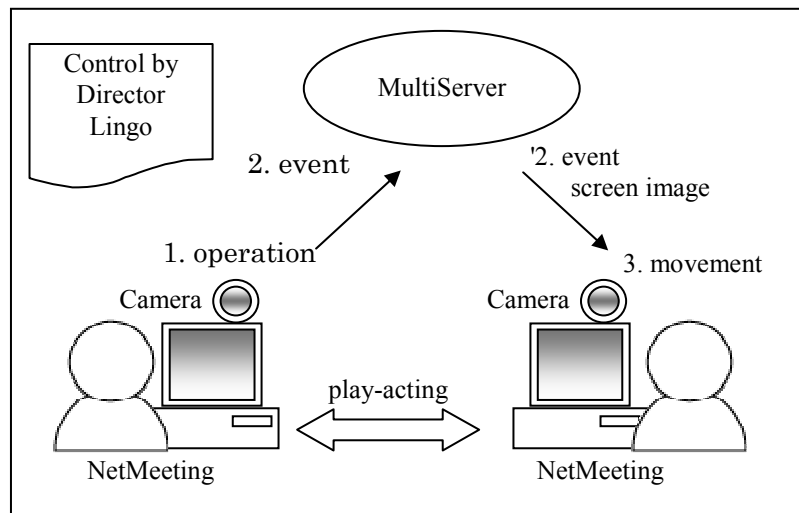 Control by
Director
Lingo
MultiServer
2. event
'2. event
screen image
1. operation
3. movement
Camera
Camera
play-acting
NetMeeting
NetMeeting